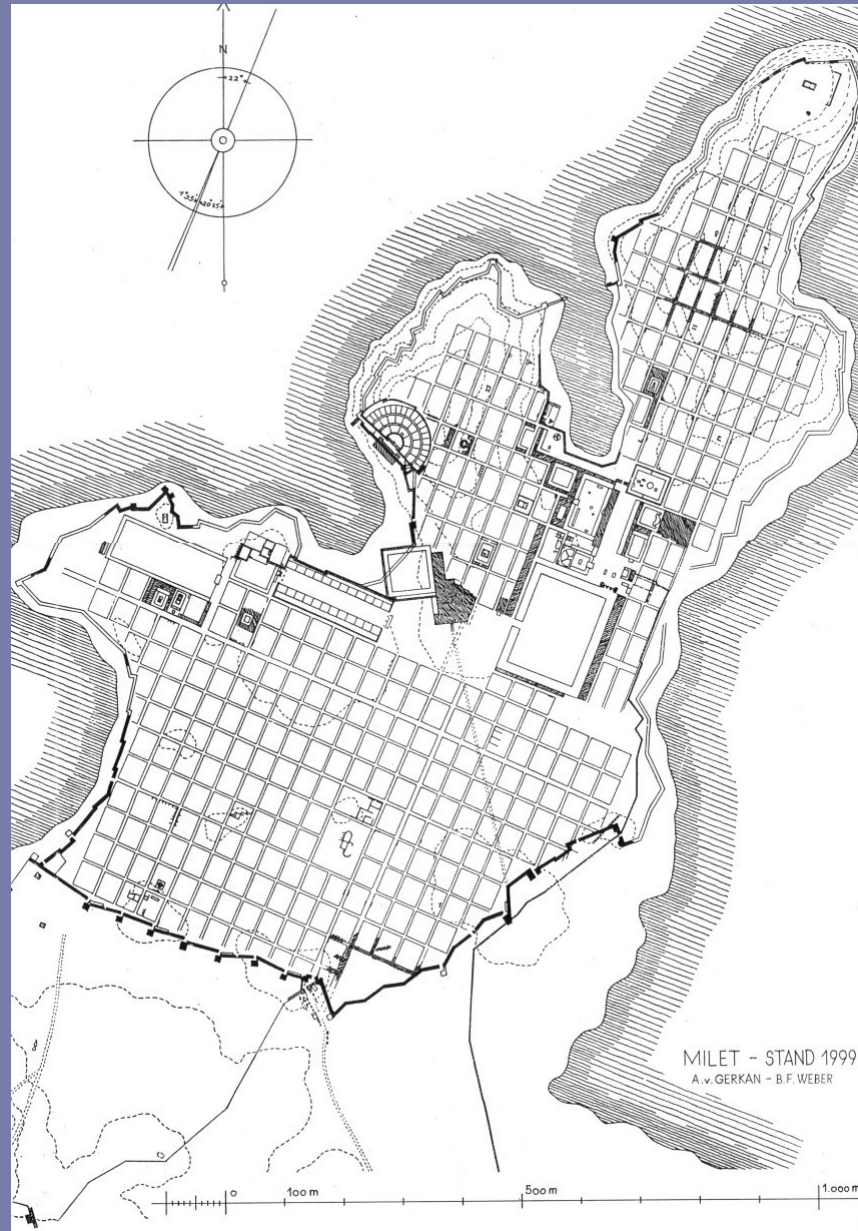 N
22°
MILET - STAND 1999
A.v. GERKAN - B.F. WEBER
0 100 m 500 m 1.000 m